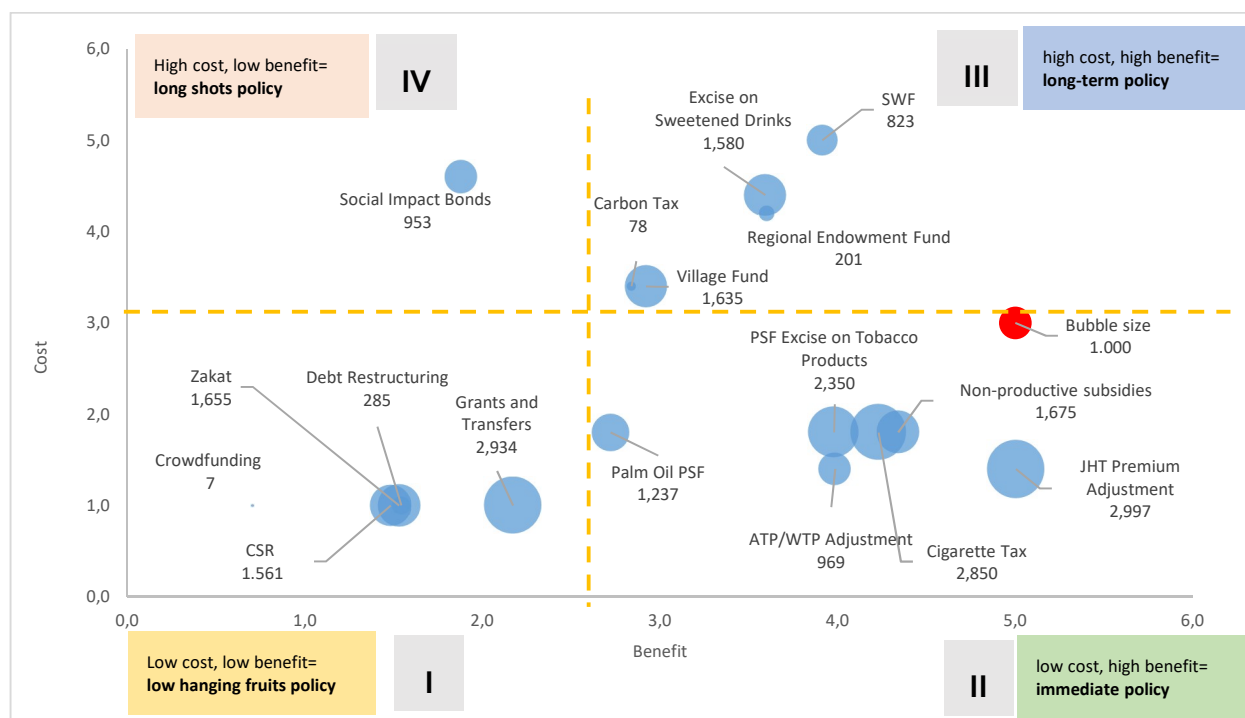 6,0
5,0
4,0
3,0
2,0
1,0
0,0
Cost
High cost, low benefit=
long shots policy
IV
III
high cost, high benefit=
long-term policy
Excise on
Sweetened Drinks
1,580
SWF
823
Social Impact Bonds
953
Carbon Tax
78
Regional Endowment Fund
201
Village Fund
1,635
Bubble size
1.000
PSF Excise on Tobacco
Products
2,350
Non-productive subsidies
1,675
Zakat
1,655
Debt Restructuring
285
Grants and
Transfers
2,934
Crowdfunding
7
Palm Oil PSF
1,237
JHT Premium
Adjustment
2,997
CSR
1.561
ATP/WTP Adjustment
969
Cigarette Tax
2,850
0,0
1,0
2,0
3,0
4,0
5,0
6,0
Benefit
Low cost, low benefit=
low hanging fruits policy
I
II
low cost, high benefit=
immediate policy